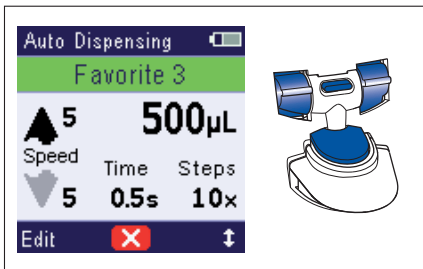 Auto Dispensing
Favorite 3
5 500µL
Speed Time Steps
5 0.5s 10×
Edit